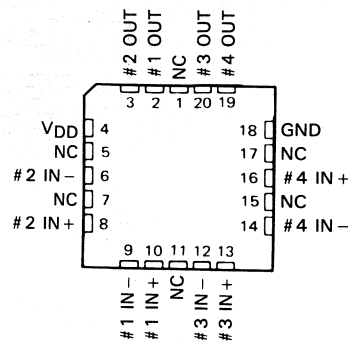 #2 OUT
#1 OUT
NC
#3 OUT
#4 OUT
3 2 1 20 19
VDD 4
NC 5
#2 IN- 6
NC 7
#2 IN+ 8
18 GND
17 NC
16 #4 IN+
15 NC
14 #4 IN-
9 10 11 12 13
#1 IN-
#1 IN+
NC
#3 IN-
#3 IN+